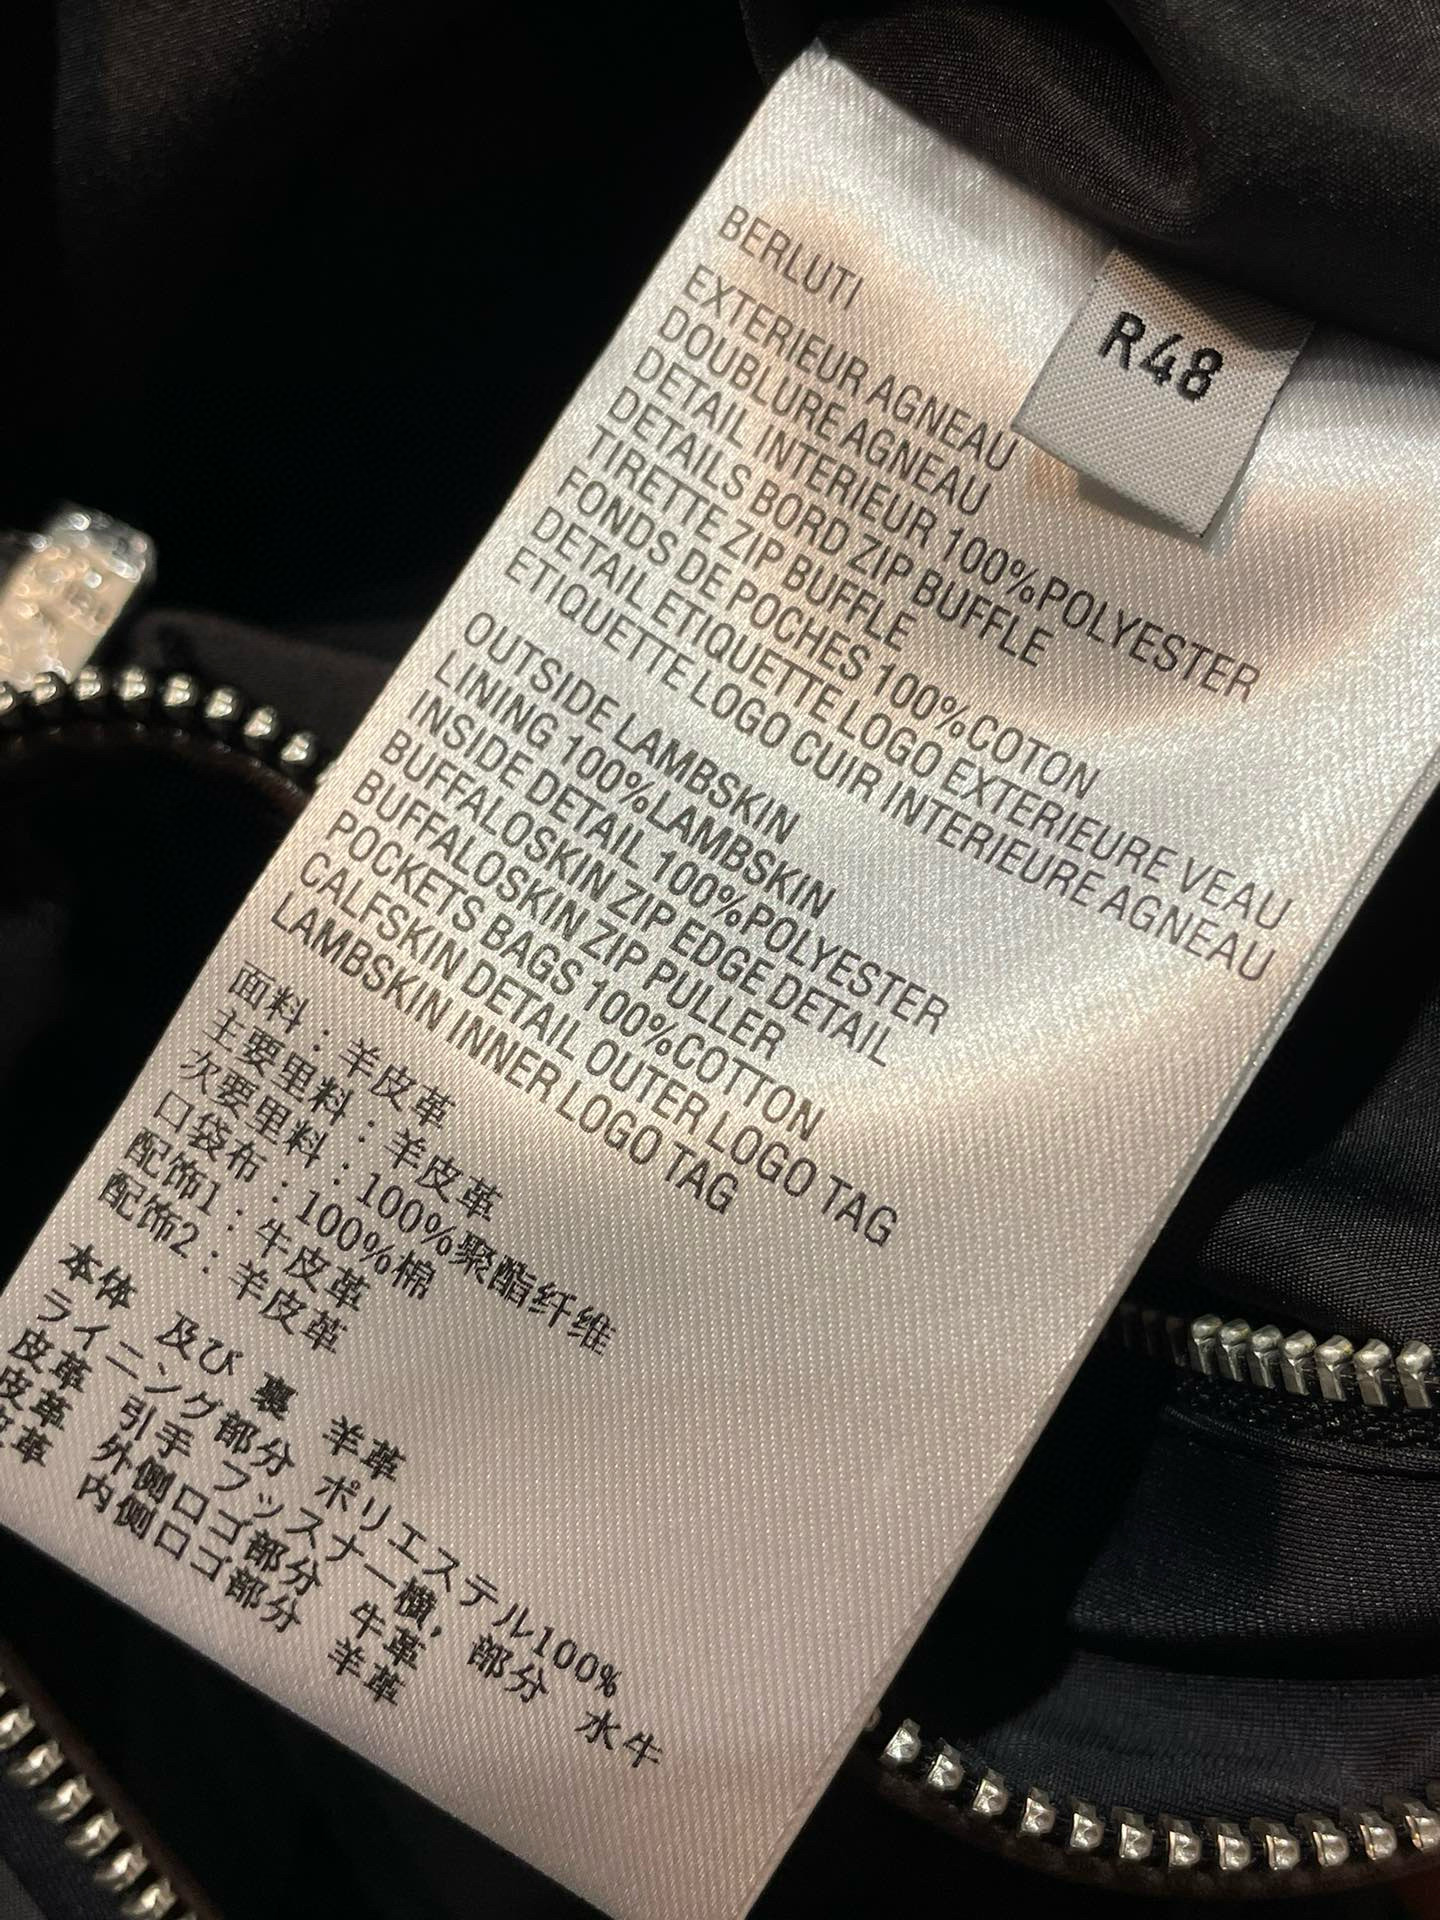 BERLUTI
R48
EXTERIEUR AGNEAU
DOUBLURE AGNEAU
DETAIL INTERIEUR 100%POLYESTER
DETAILS BORD ZIP BUFFLE
TIRETTE ZIP BUFFLE
FONDS DE POCHES 100%COTON
DETAIL ETIQUETTE LOGO EXTERIEURE VEAU
ETIQUETTE LOGO CUIR INTERIEURE AGNEAU
OUTSIDE LAMBSKIN
LINING 100%LAMBSKIN
INSIDE DETAIL 100%POLYESTER
BUFFALOSKIN ZIP EDGE DETAIL
BUFFALOSKIN ZIP PULLER
POCKETS BAGS 100%COTTON
CALFSKIN DETAIL OUTER LOGO TAG
LAMBSKIN INNER LOGO TAG
面料：羊皮革
主要里料：羊皮革
次要里料：100%聚酯纤维
口袋布：100%棉
配饰1：牛皮革
配饰2：羊皮革
本体 及び 裏 羊革
ライニング部分 ポリエステル100%
皮革 引手 フッスナー横, 部分 水牛
皮革 外側ロゴ部分 牛革
皮革 内側ロゴ部分 羊革